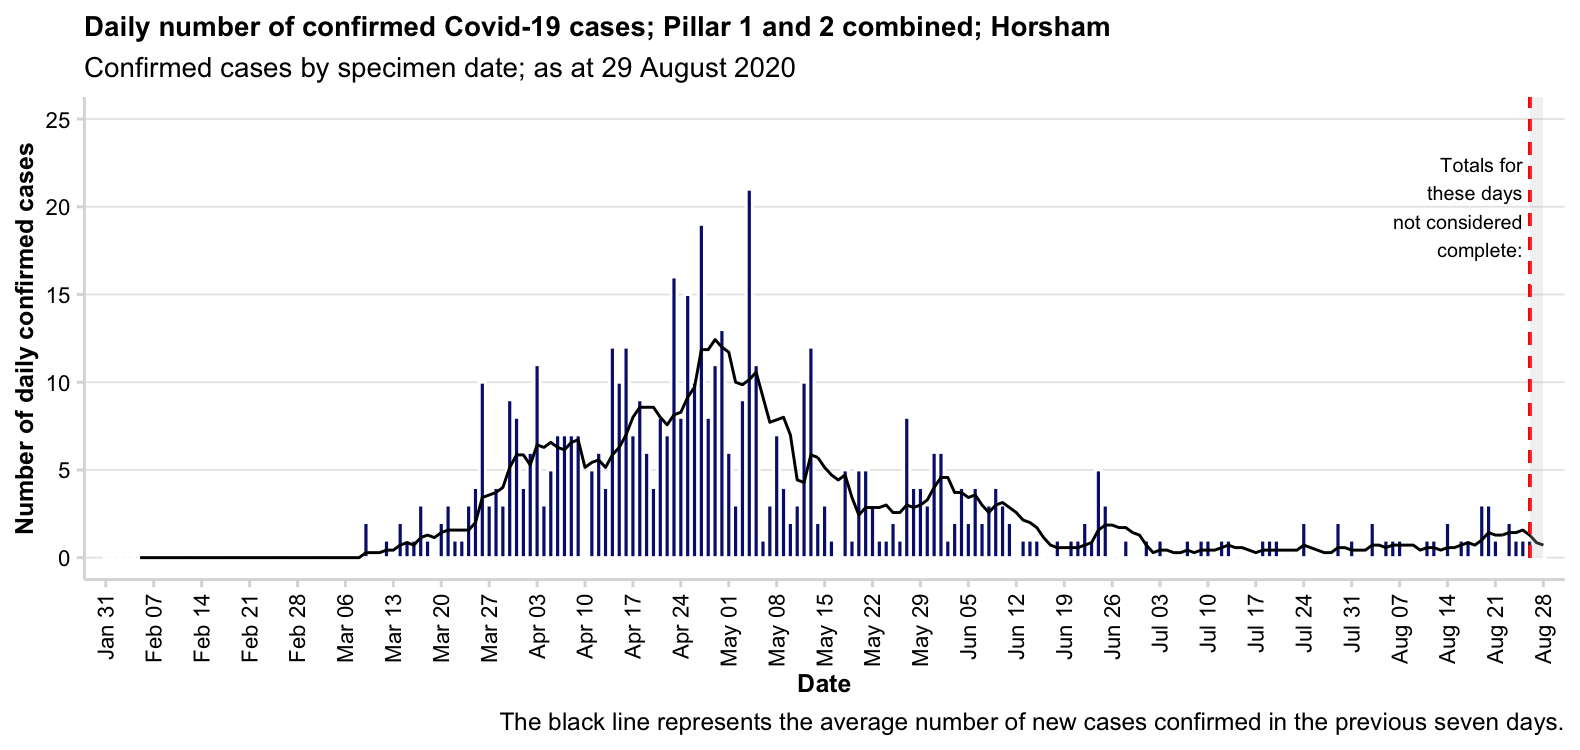 Daily number of confirmed Covid-19 cases; Pillar 1 and 2 combined; Horsham
Confirmed cases by specimen date; as at 29 August 2020
Number of daily confirmed cases
25
20
15
10
5
0
Totals for
these days
not considered
complete:
Jan 31
Feb 07
Feb 14
Feb 21
Feb 28
Mar 06
Mar 13
Mar 20
Mar 27
Apr 03
Apr 10
Apr 17
Apr 24
May 01
May 08
May 15
May 22
May 29
Jun 05
Jun 12
Jun 19
Jun 26
Jul 03
Jul 10
Jul 17
Jul 24
Jul 31
Aug 07
Aug 14
Aug 21
Aug 28
Date
The black line represents the average number of new cases confirmed in the previous seven days.